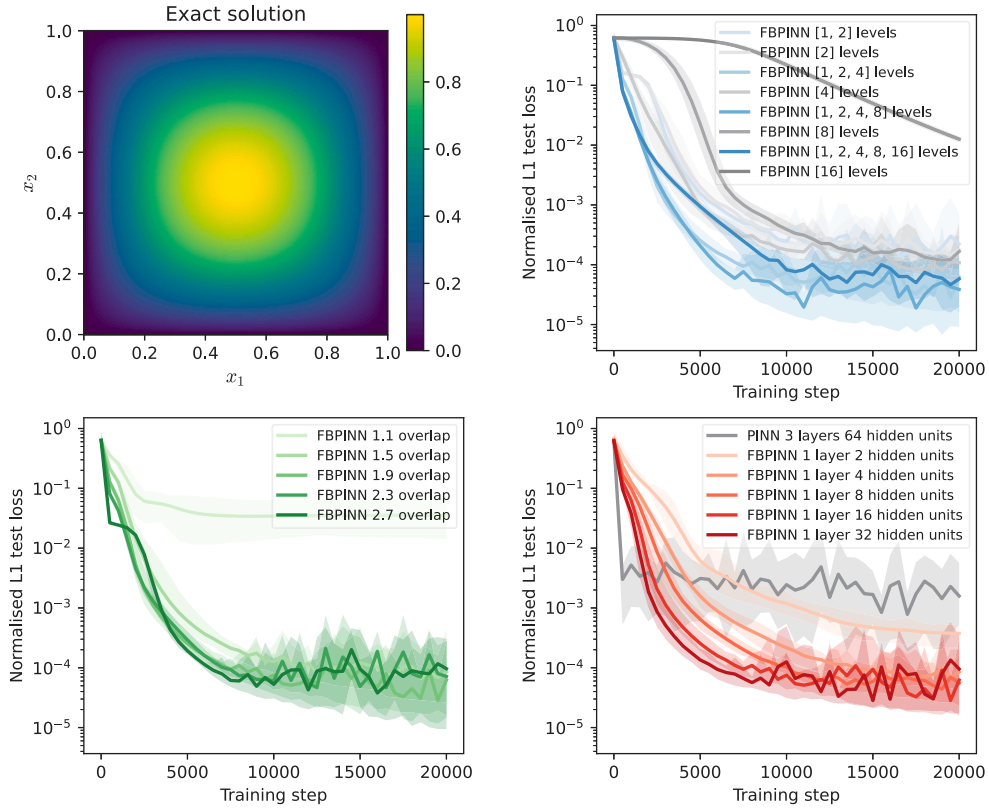 Exact solution
1.0
0.8
0.6
0.4
0.2
0.0
x₂
0.0 0.2 0.4 0.6 0.8 1.0
x₁
0.8
0.6
0.4
0.2
0.0
Normalised L1 test loss
10⁰
10⁻¹
10⁻²
10⁻³
10⁻⁴
10⁻⁵
FBPINN [1, 2] levels
FBPINN [2] levels
FBPINN [1, 2, 4] levels
FBPINN [4] levels
FBPINN [1, 2, 4, 8] levels
FBPINN [8] levels
FBPINN [1, 2, 4, 8, 16] levels
FBPINN [16] levels
0 5000 10000 15000 20000
Training step
Normalised L1 test loss
10⁰
10⁻¹
10⁻²
10⁻³
10⁻⁴
10⁻⁵
FBPINN 1.1 overlap
FBPINN 1.5 overlap
FBPINN 1.9 overlap
FBPINN 2.3 overlap
FBPINN 2.7 overlap
0 5000 10000 15000 20000
Training step
Normalised L1 test loss
10⁰
10⁻¹
10⁻²
10⁻³
10⁻⁴
10⁻⁵
PINN 3 layers 64 hidden units
FBPINN 1 layer 2 hidden units
FBPINN 1 layer 4 hidden units
FBPINN 1 layer 8 hidden units
FBPINN 1 layer 16 hidden units
FBPINN 1 layer 32 hidden units
0 5000 10000 15000 20000
Training step